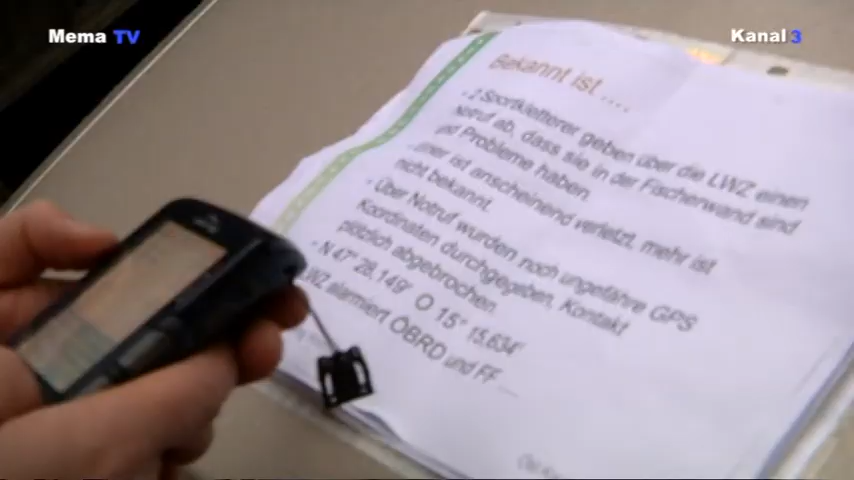 Mema TV
Kanal 3
Bekannt ist ....
2 Sportkletterer geben über die LWZ einen
Notruf ab, dass sie in der Fischerwand sind
und Probleme haben.
einer ist anscheinend verletzt, mehr ist
nicht bekannt.
Über Notruf wurden noch ungefähre GPS
Koordinaten durchgegeben, Kontakt
plötzlich abgebrochen
N 47° 28,149' O 15° 15,634'
LWZ alarmiert ÖBRD und FF ....